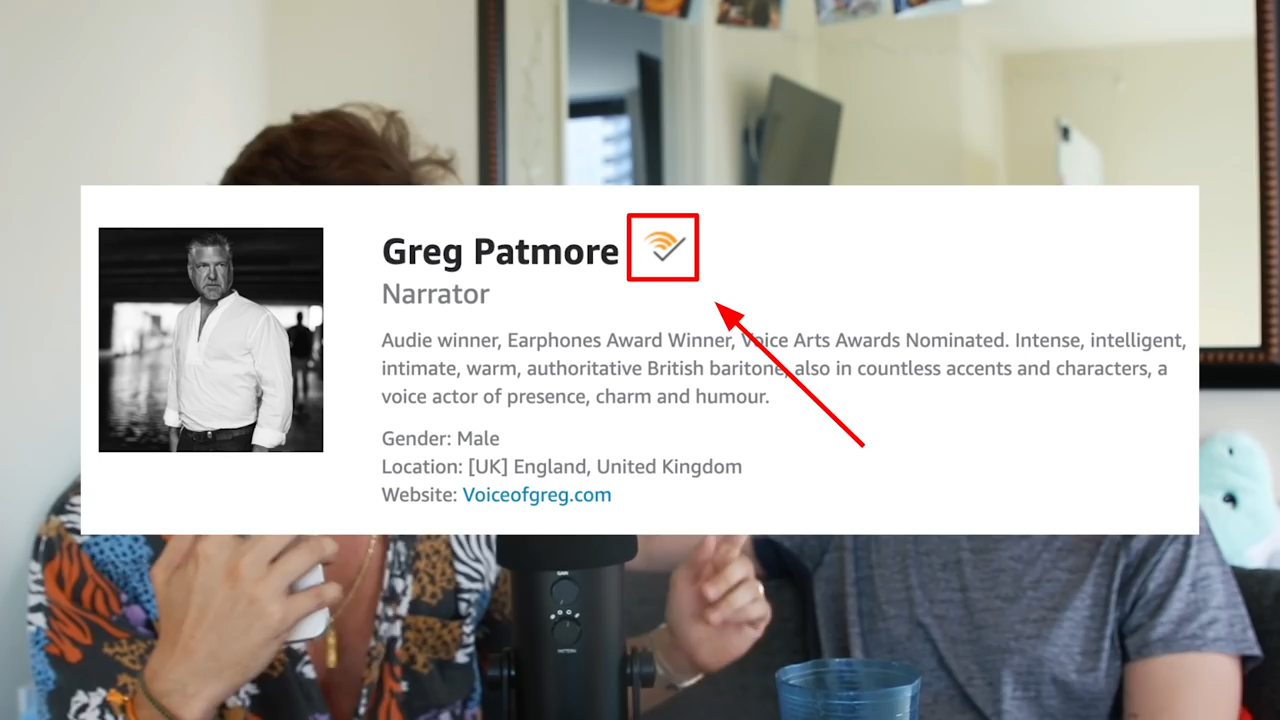 Greg Patmore
Narrator
Audie winner, Earphones Award Winner, Voice Arts Awards Nominated. Intense, intelligent,
intimate, warm, authoritative British baritone, also in countless accents and characters, a
voice actor of presence, charm and humour.
Gender: Male
Location: [UK] England, United Kingdom
Website: Voiceofgreg.com
GAIN
PATTERN